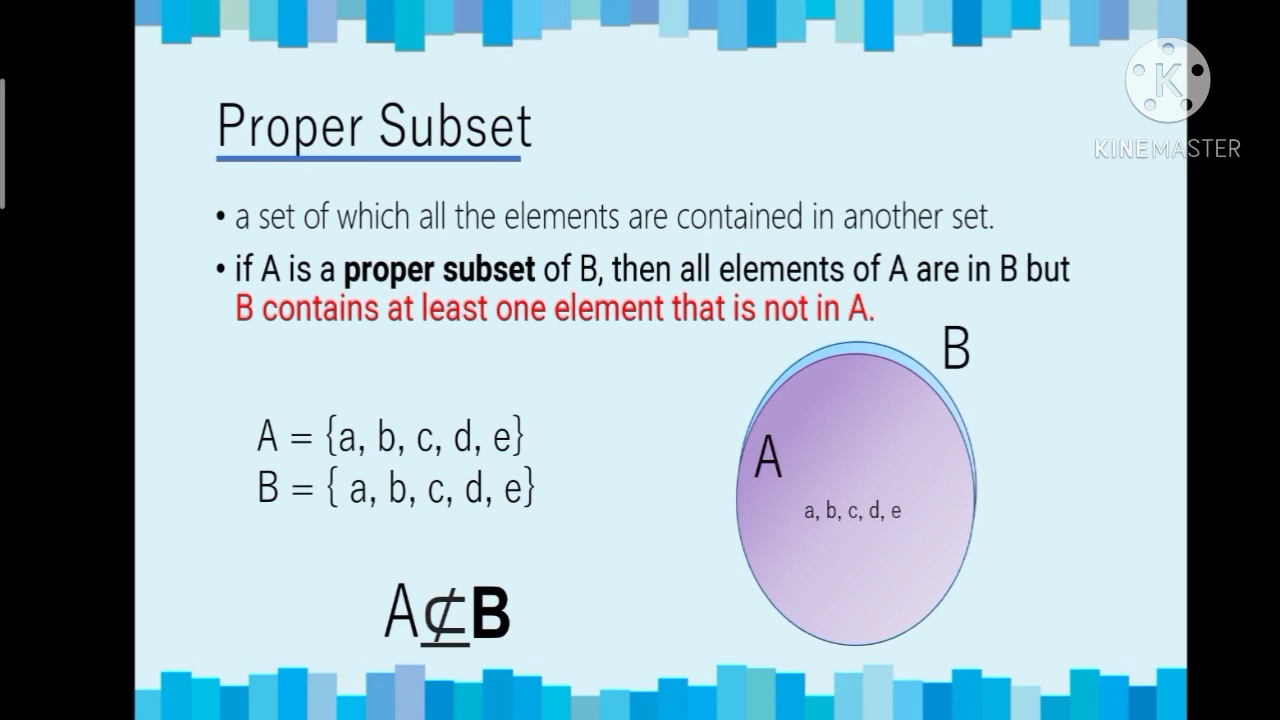 K
KINEMASTER
Proper Subset
• a set of which all the elements are contained in another set.
• if A is a proper subset of B, then all elements of A are in B but
B contains at least one element that is not in A.
B
A = {a, b, c, d, e}
A
B = { a, b, c, d, e}
a, b, c, d, e
A⊄B